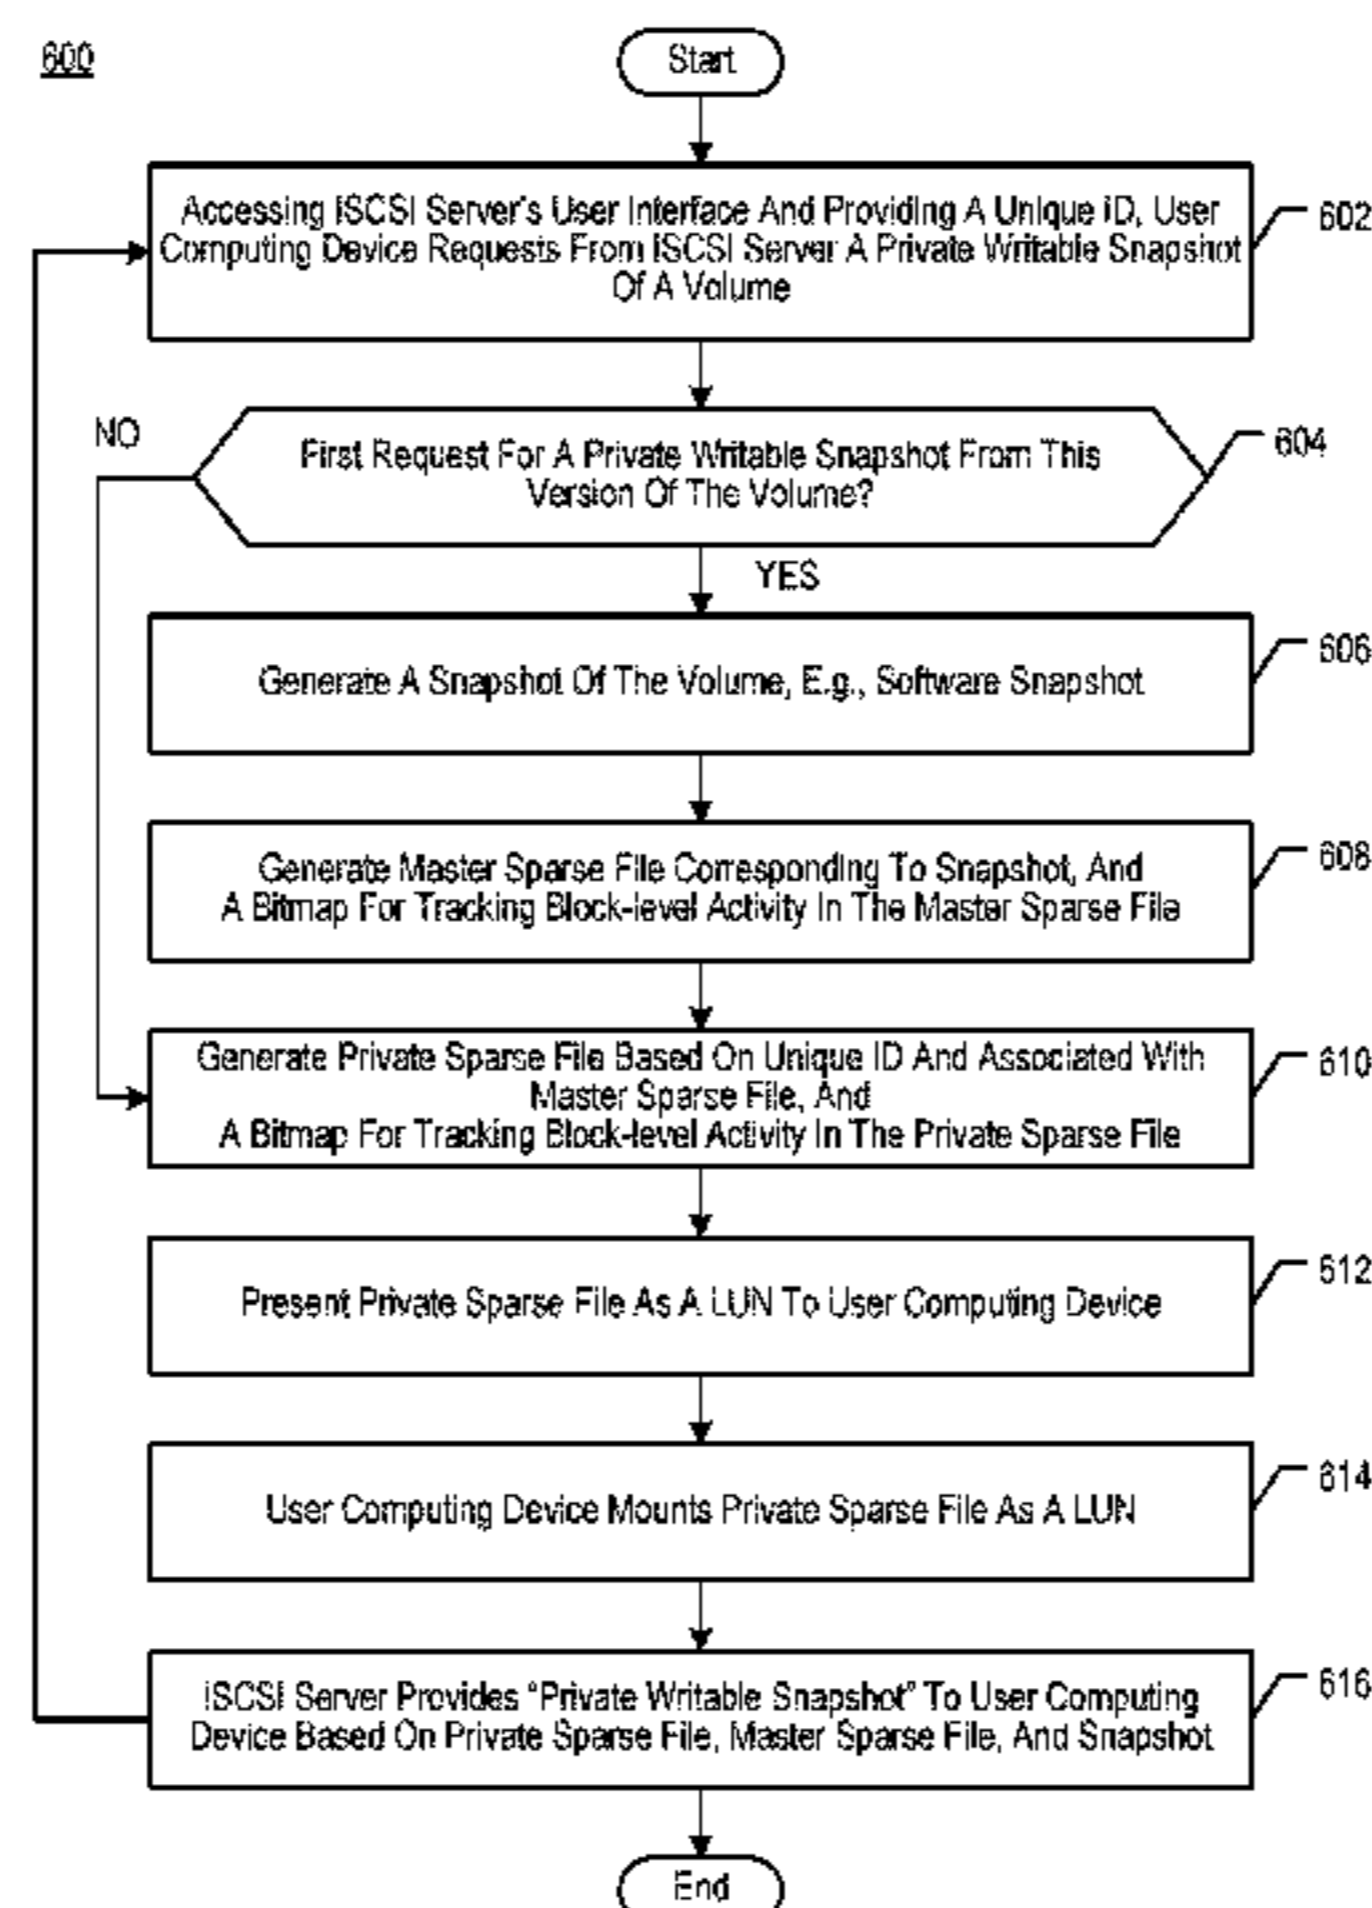 600
Start
Accessing iSCSI Server's User Interface And Providing A Unique ID, User
Computing Device Requests From iSCSI Server A Private Writable Snapshot
Of A Volume
602
NO
First Request For A Private Writable Snapshot From This
Version Of The Volume?
604
YES
Generate A Snapshot Of The Volume, E.g., Software Snapshot
606
Generate Master Sparse File Corresponding To Snapshot, And
A Bitmap For Tracking Block-level Activity In The Master Sparse File
608
Generate Private Sparse File Based On Unique ID And Associated With
Master Sparse File, And
A Bitmap For Tracking Block-level Activity In The Private Sparse File
610
Present Private Sparse File As A LUN To User Computing Device
612
User Computing Device Mounts Private Sparse File As A LUN
614
iSCSI Server Provides “Private Writable Snapshot” To User Computing
Device Based On Private Sparse File, Master Sparse File, And Snapshot
616
End